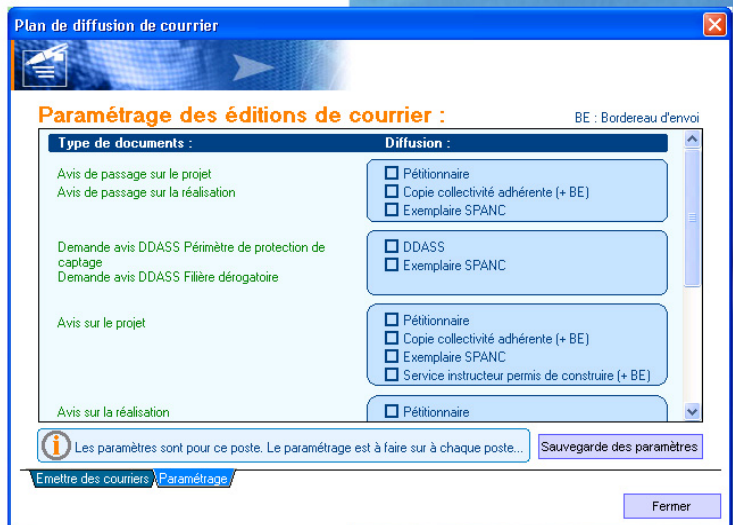 Plan de diffusion de courrier
Paramétrage des éditions de courrier :
BE : Bordereau d'envoi
Type de documents :
Diffusion :
Avis de passage sur le projet
Avis de passage sur la réalisation
Pétitionnaire
Copie collectivité adhérente (+ BE)
Exemplaire SPANC
Demande avis DDASS Périmètre de protection de
captage
Demande avis DDASS Filière dérogatoire
DDASS
Exemplaire SPANC
Avis sur le projet
Pétitionnaire
Copie collectivité adhérente (+ BE)
Exemplaire SPANC
Service instructeur permis de construire (+ BE)
Avis sur la réalisation
Pétitionnaire
Les paramètres sont pour ce poste. Le paramétrage est à faire sur à chaque poste...
Sauvegarde des paramètres
Emettre des courriers
Paramétrage
Fermer